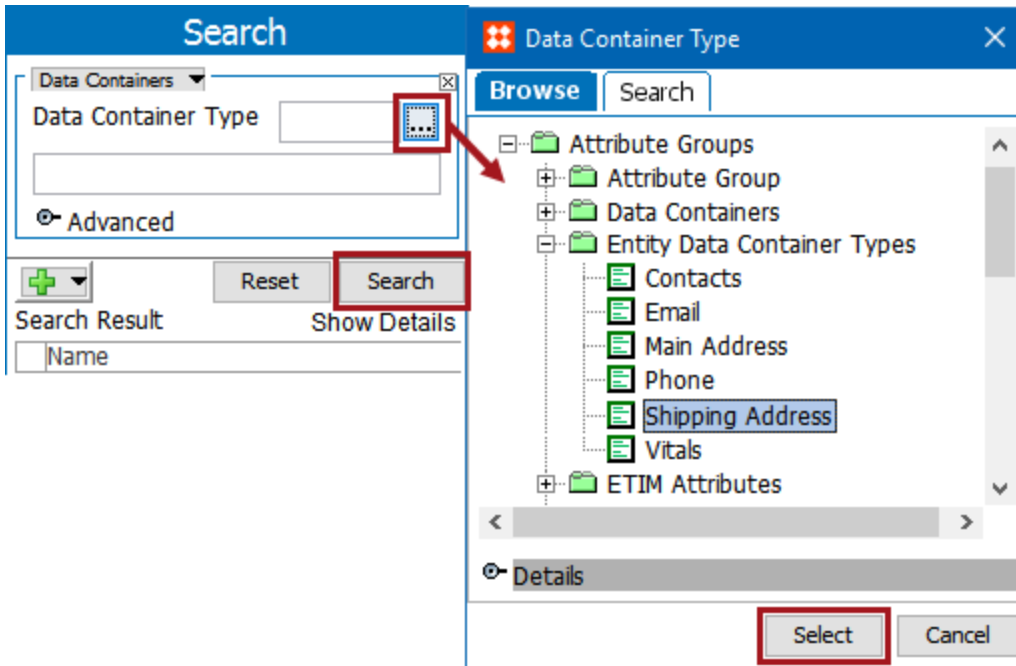 Search
Data Containers
Data Container Type
...
Advanced
Reset
Search
Search Result
Show Details
Name
Data Container Type
Browse
Search
Attribute Groups
Attribute Group
Data Containers
Entity Data Container Types
Contacts
Email
Main Address
Phone
Shipping Address
Vitals
ETIM Attributes
Details
Select
Cancel